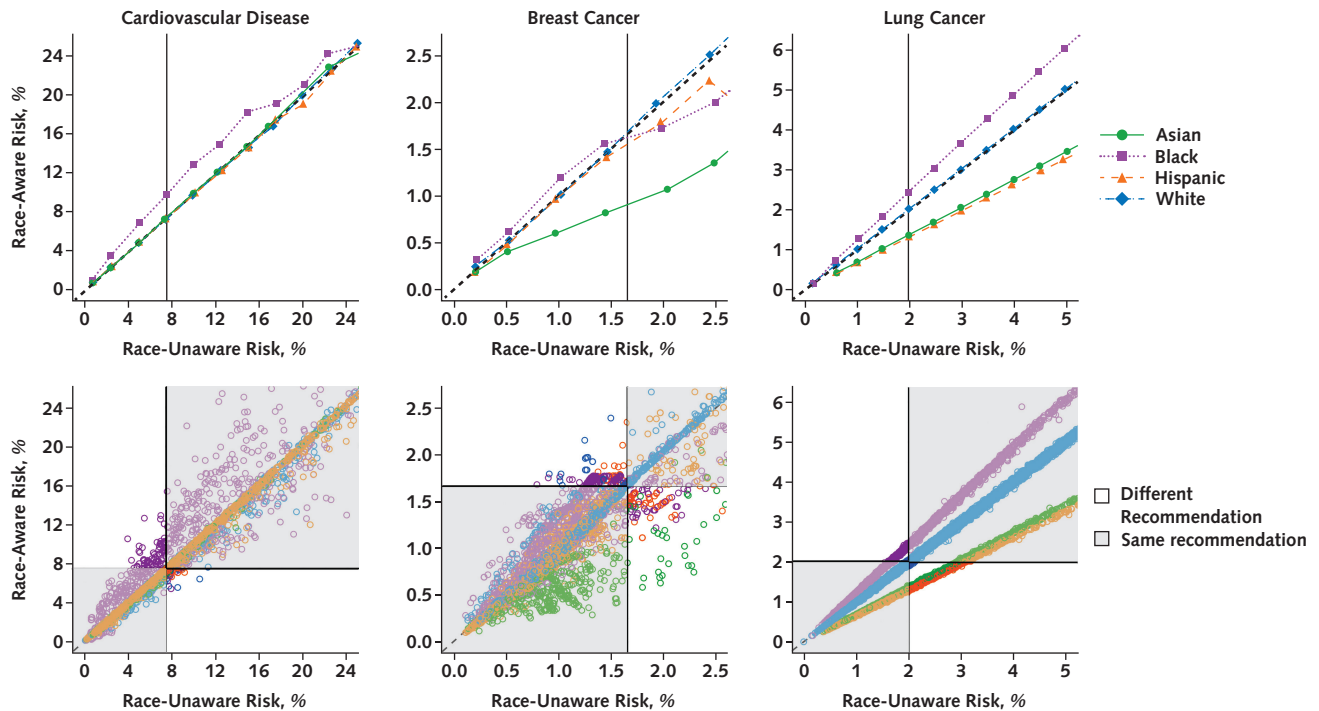 Cardiovascular Disease
Breast Cancer
Lung Cancer
Race-Aware Risk, %
24
20
16
12
8
4
0
0 4 8 12 16 20 24
Race-Unaware Risk, %
2.5
2.0
1.5
1.0
0.5
0.0
0.0 0.5 1.0 1.5 2.0 2.5
Race-Unaware Risk, %
6
5
4
3
2
1
0
0 1 2 3 4 5
Race-Unaware Risk, %
Asian
Black
Hispanic
White
Race-Aware Risk, %
24
20
16
12
8
4
0
0 4 8 12 16 20 24
Race-Unaware Risk, %
2.5
2.0
1.5
1.0
0.5
0.0
0.0 0.5 1.0 1.5 2.0 2.5
Race-Unaware Risk, %
6
5
4
3
2
1
0
0 1 2 3 4 5
Race-Unaware Risk, %
Different
Recommendation
Same recommendation